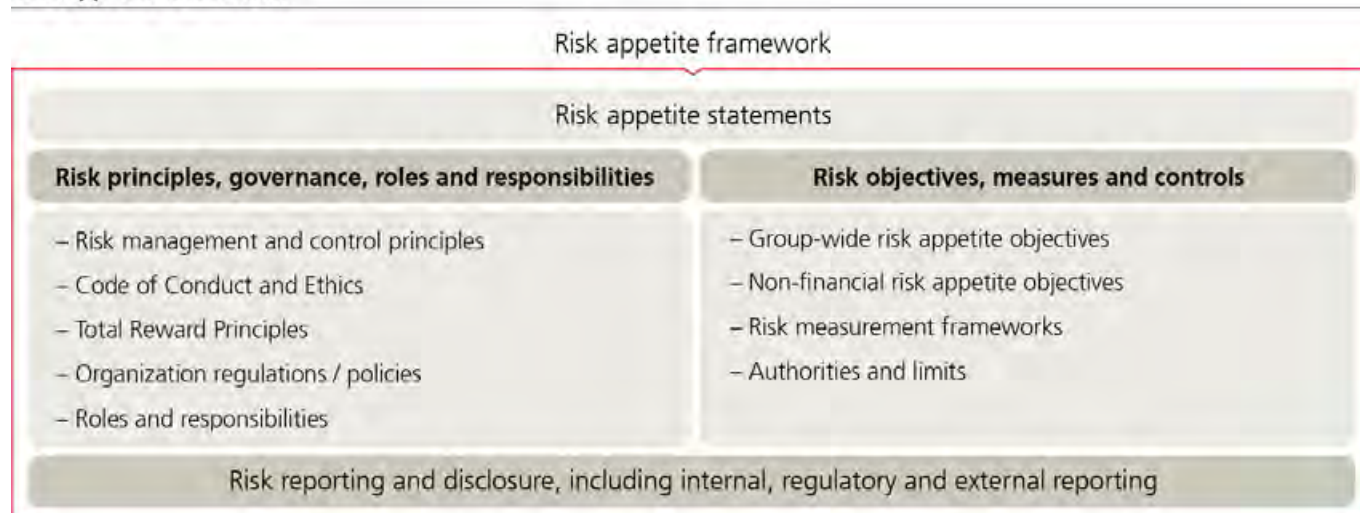 Risk appetite framework
Risk appetite statements
Risk principles, governance, roles and responsibilities
– Risk management and control principles
– Code of Conduct and Ethics
– Total Reward Principles
– Organization regulations / policies
– Roles and responsibilities
Risk objectives, measures and controls
– Group-wide risk appetite objectives
– Non-financial risk appetite objectives
– Risk measurement frameworks
– Authorities and limits
Risk reporting and disclosure, including internal, regulatory and external reporting